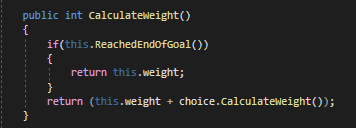 public int CalculateWeight()
{
if(this.ReachedEndOfGoal())
{
return this.weight;
}
return (this.weight + choice.CalculateWeight());
}